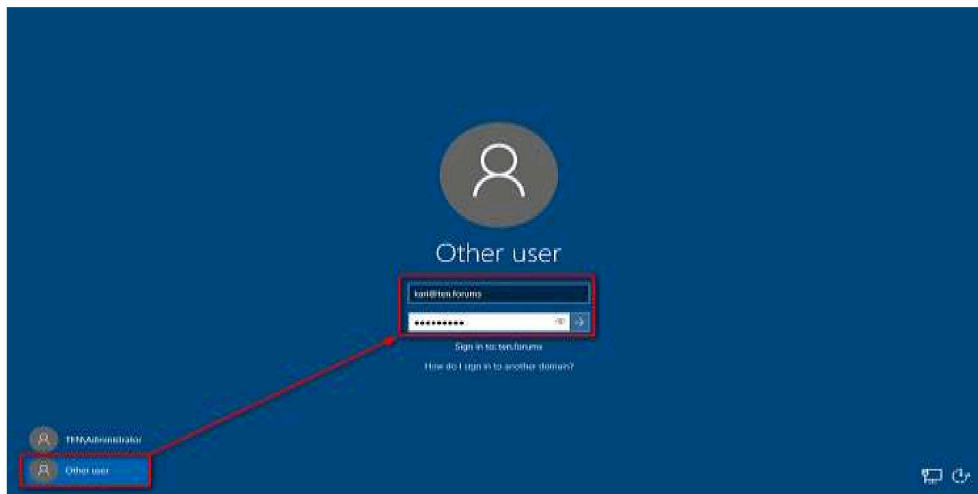 Other user
kari@ten.forums
Sign in to: ten.forums
How do I sign in to another domain?
TEN\Administrator
Other user